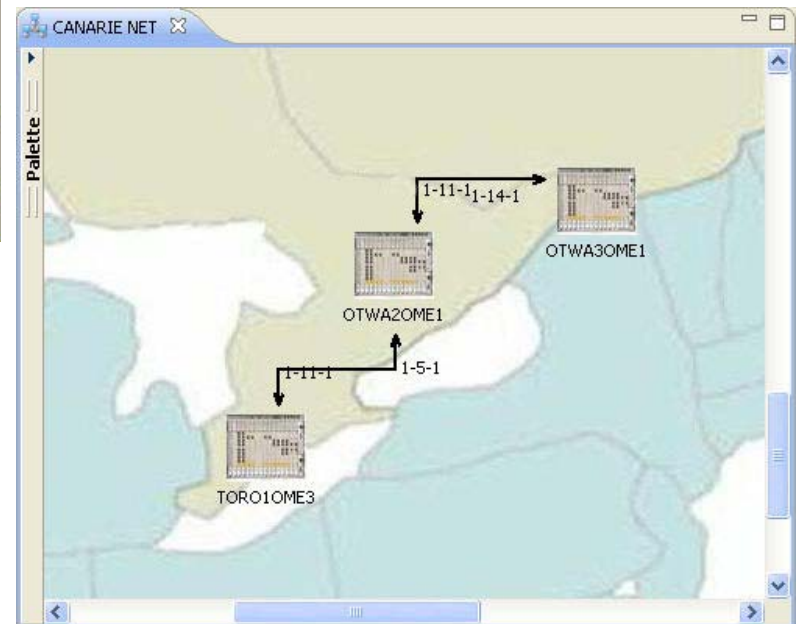 CANARIE NET
Palette
1-11-1
1-14-1
OTWA3OME1
OTWA2OME1
1-11-1
1-5-1
TORO1OME3